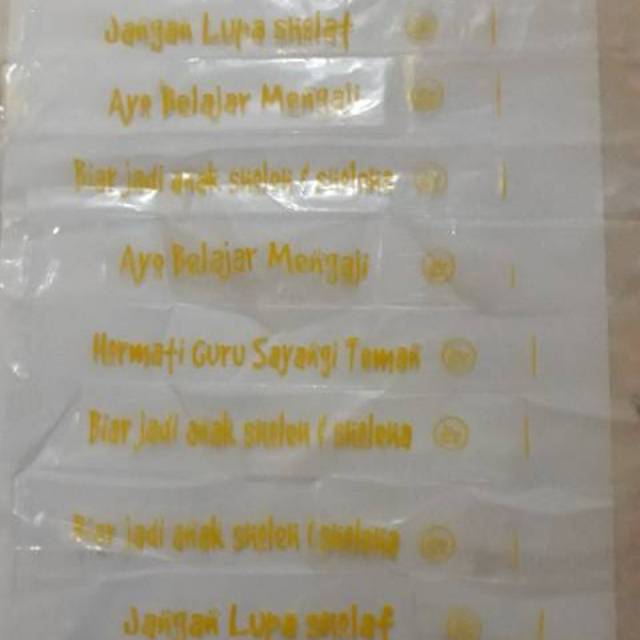 Jangan Lupa sholat
Ayo Belajar Mengaji
Biar jadi anak sholeh & sholeha
Ayo Belajar Mengaji
Hormati Guru Sayangi Teman
Biar jadi anak sholeh & sholeha
Biar jadi anak sholeh & sholeha
Jangan Lupa sholat